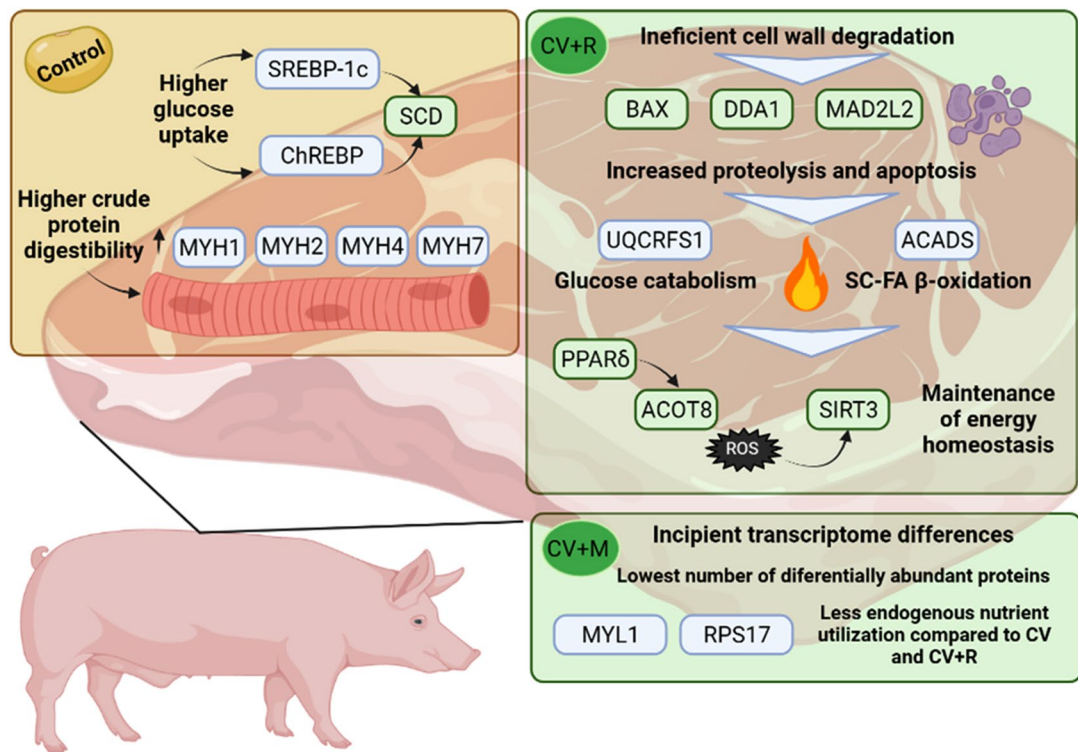 Control
Higher
glucose
uptake
SREBP-1c
ChREBP
SCD
Higher crude
protein
digestibility
MYH1
MYH2
MYH4
MYH7
CV+R
Ineficient cell wall degradation
BAX
DDA1
MAD2L2
Increased proteolysis and apoptosis
UQCRFS1
ACADS
Glucose catabolism
SC-FA β-oxidation
PPARδ
ACOT8
ROS
SIRT3
Maintenance
of energy
homeostasis
CV+M
Incipient transcriptome differences
Lowest number of diferentially abundant proteins
MYL1
RPS17
Less endogenous nutrient
utilization compared to CV
and CV+R